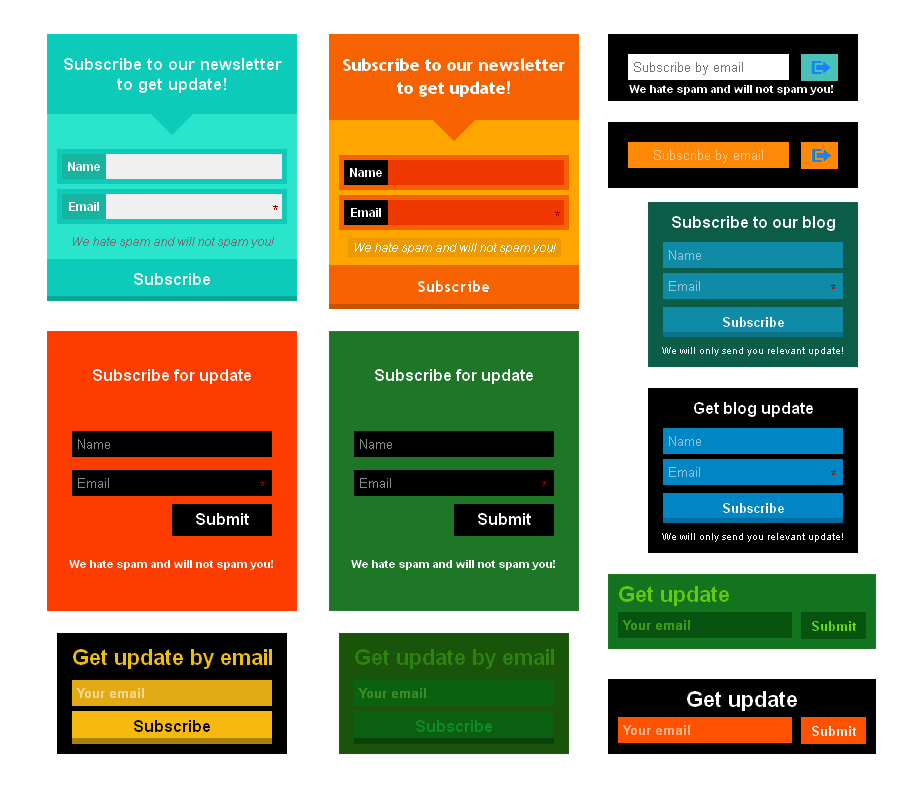 Subscribe to our newsletter
to get update!
Name
Email *
We hate spam and will not spam you!
Subscribe
Subscribe to our newsletter
to get update!
Name
Email *
We hate spam and will not spam you!
Subscribe
Subscribe by email
We hate spam and will not spam you!
Subscribe by email
Subscribe to our blog
Name
Email *
Subscribe
We will only send you relevant update!
Subscribe for update
Name
Email *
Submit
We hate spam and will not spam you!
Subscribe for update
Name
Email *
Submit
We hate spam and will not spam you!
Get blog update
Name
Email *
Subscribe
We will only send you relevant update!
Get update
Your email Submit
Get update by email
Your email
Subscribe
Get update by email
Your email
Subscribe
Get update
Your email Submit